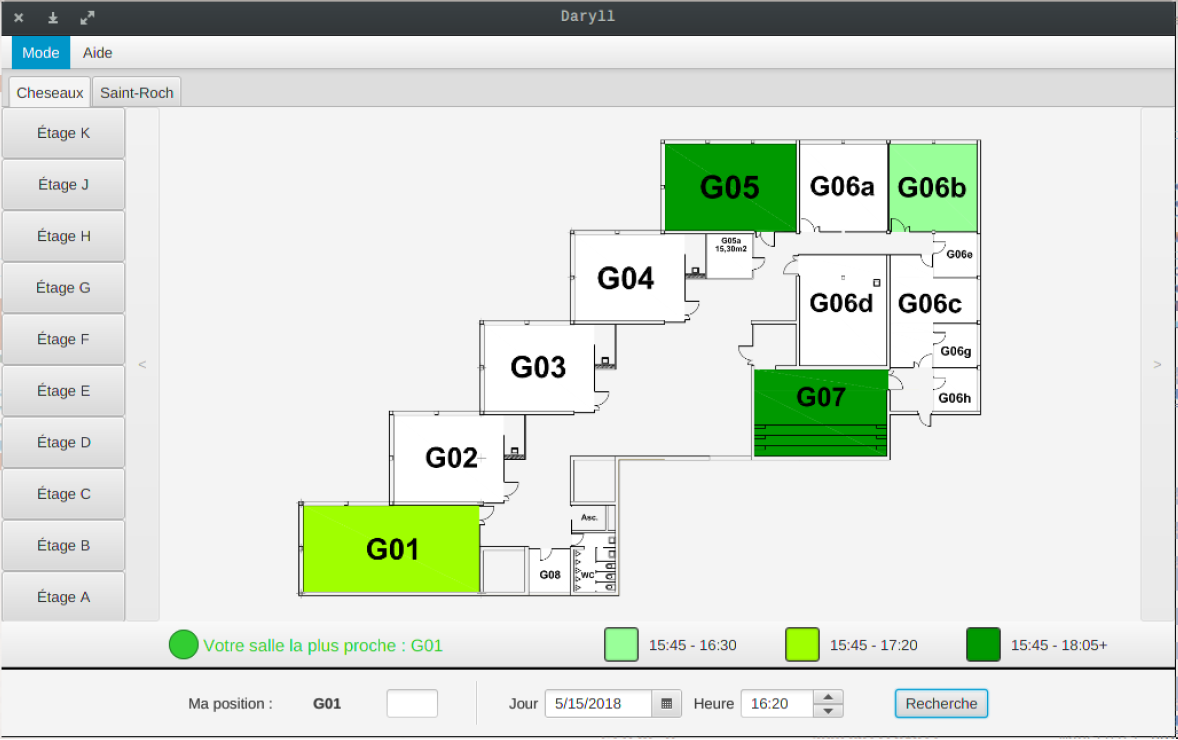 Daryll
Mode Aide
Cheseaux Saint-Roch
Étage K
Étage J
Étage H
Étage G
Étage F
Étage E
Étage D
Étage C
Étage B
Étage A
<
>
G05
G06a
G06b
G05a
15,30m2
G06e
G04
G06d
G06c
G03
G06g
G07
G06h
G02
Asc.
G01
G08
WC
Votre salle la plus proche : G01
15:45 - 16:30
15:45 - 17:20
15:45 - 18:05+
Ma position : G01
Jour 5/15/2018
Heure 16:20
Recherche